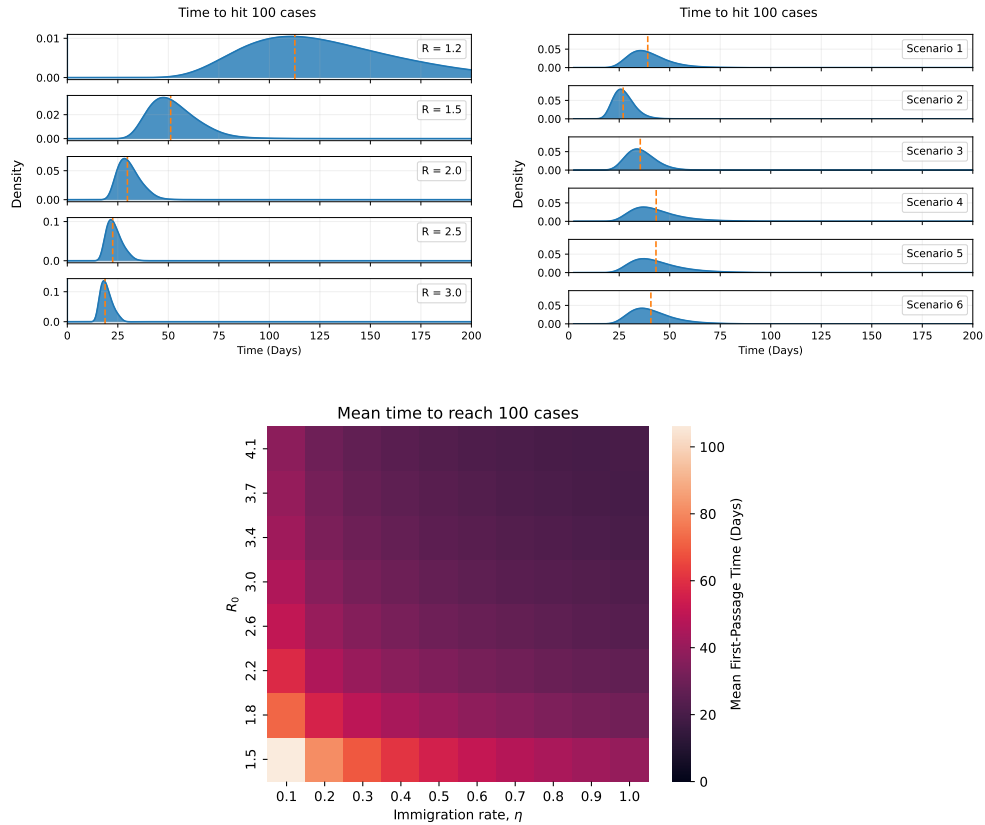 Time to hit 100 cases
Density
0.01
0.00
R = 1.2
0.02
0.00
R = 1.5
0.05
0.00
R = 2.0
0.1
0.0
R = 2.5
0.1
0.0
R = 3.0
0 25 50 75 100 125 150 175 200
Time (Days)
Time to hit 100 cases
Density
0.05
0.00
Scenario 1
0.05
0.00
Scenario 2
0.05
0.00
Scenario 3
0.05
0.00
Scenario 4
0.05
0.00
Scenario 5
0.05
0.00
Scenario 6
0 25 50 75 100 125 150 175 200
Time (Days)
Mean time to reach 100 cases
R₀
4.1
3.7
3.4
3.0
2.6
2.2
1.8
1.5
0.1 0.2 0.3 0.4 0.5 0.6 0.7 0.8 0.9 1.0
Immigration rate, η
100
80
60
40
20
0
Mean First-Passage Time (Days)